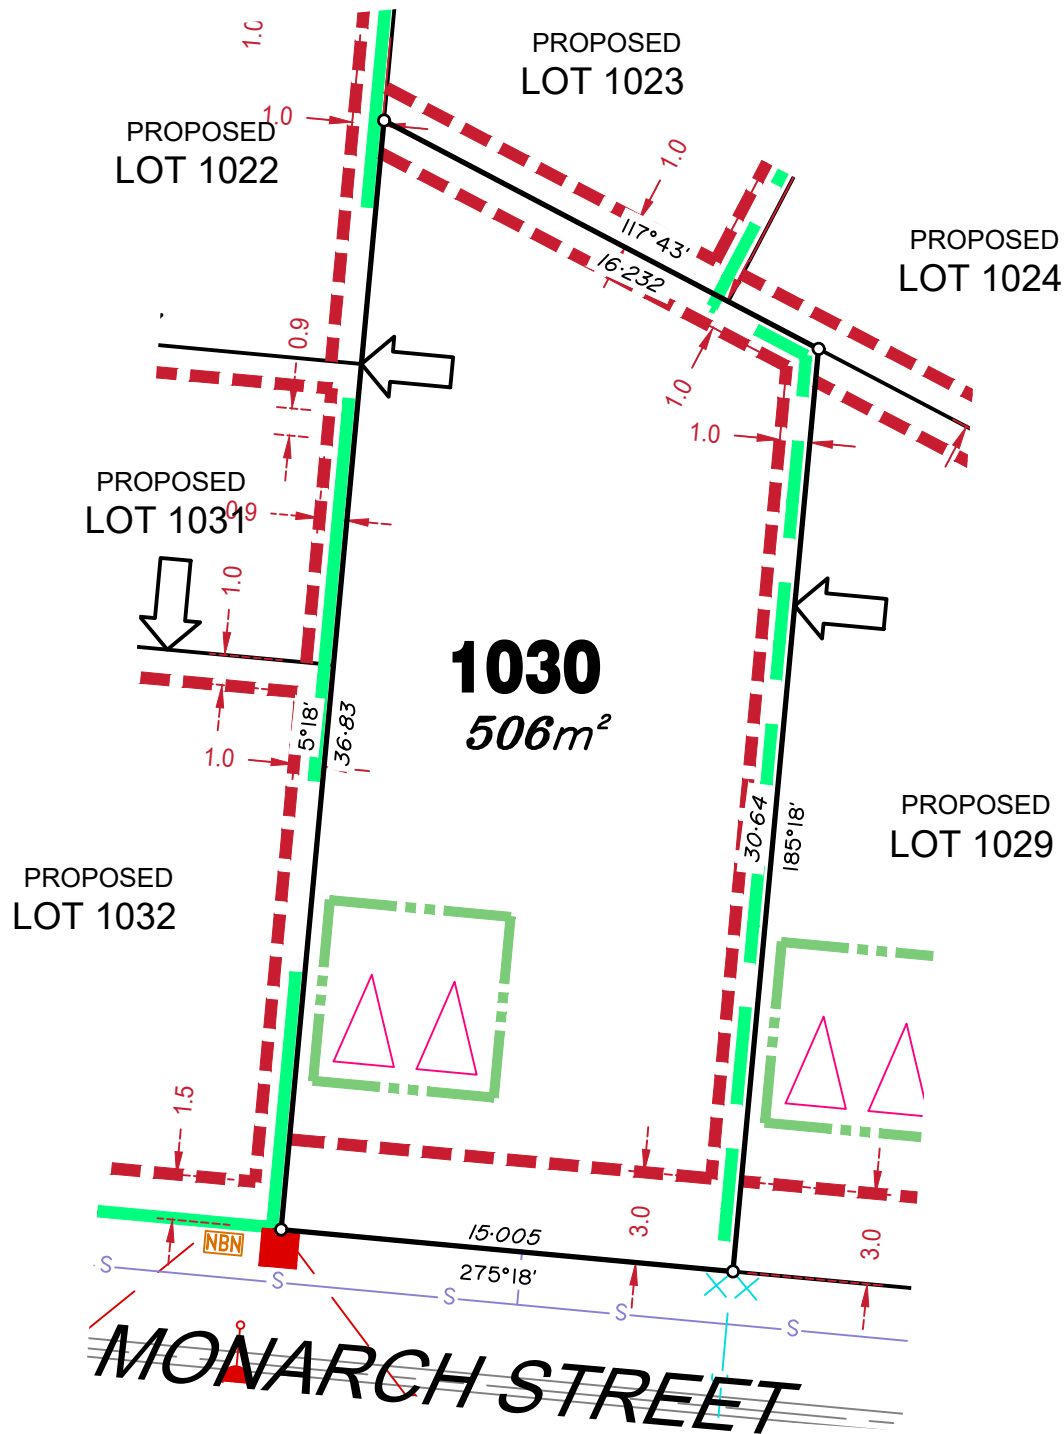 1.0
PROPOSED
LOT 1023
1.0
PROPOSED
LOT 1022
1.0
117°43'
16·232
PROPOSED
LOT 1024
0.9
1.0
1.0
PROPOSED
LOT 1031
0.9
1.0
1030
506m²
5°18'
36·83
1.0
30·64
185°18'
PROPOSED
LOT 1029
PROPOSED
LOT 1032
1.5
3.0
3.0
NBN
15·005
275°18'
S
S
S
S
S
MONARCH STREET